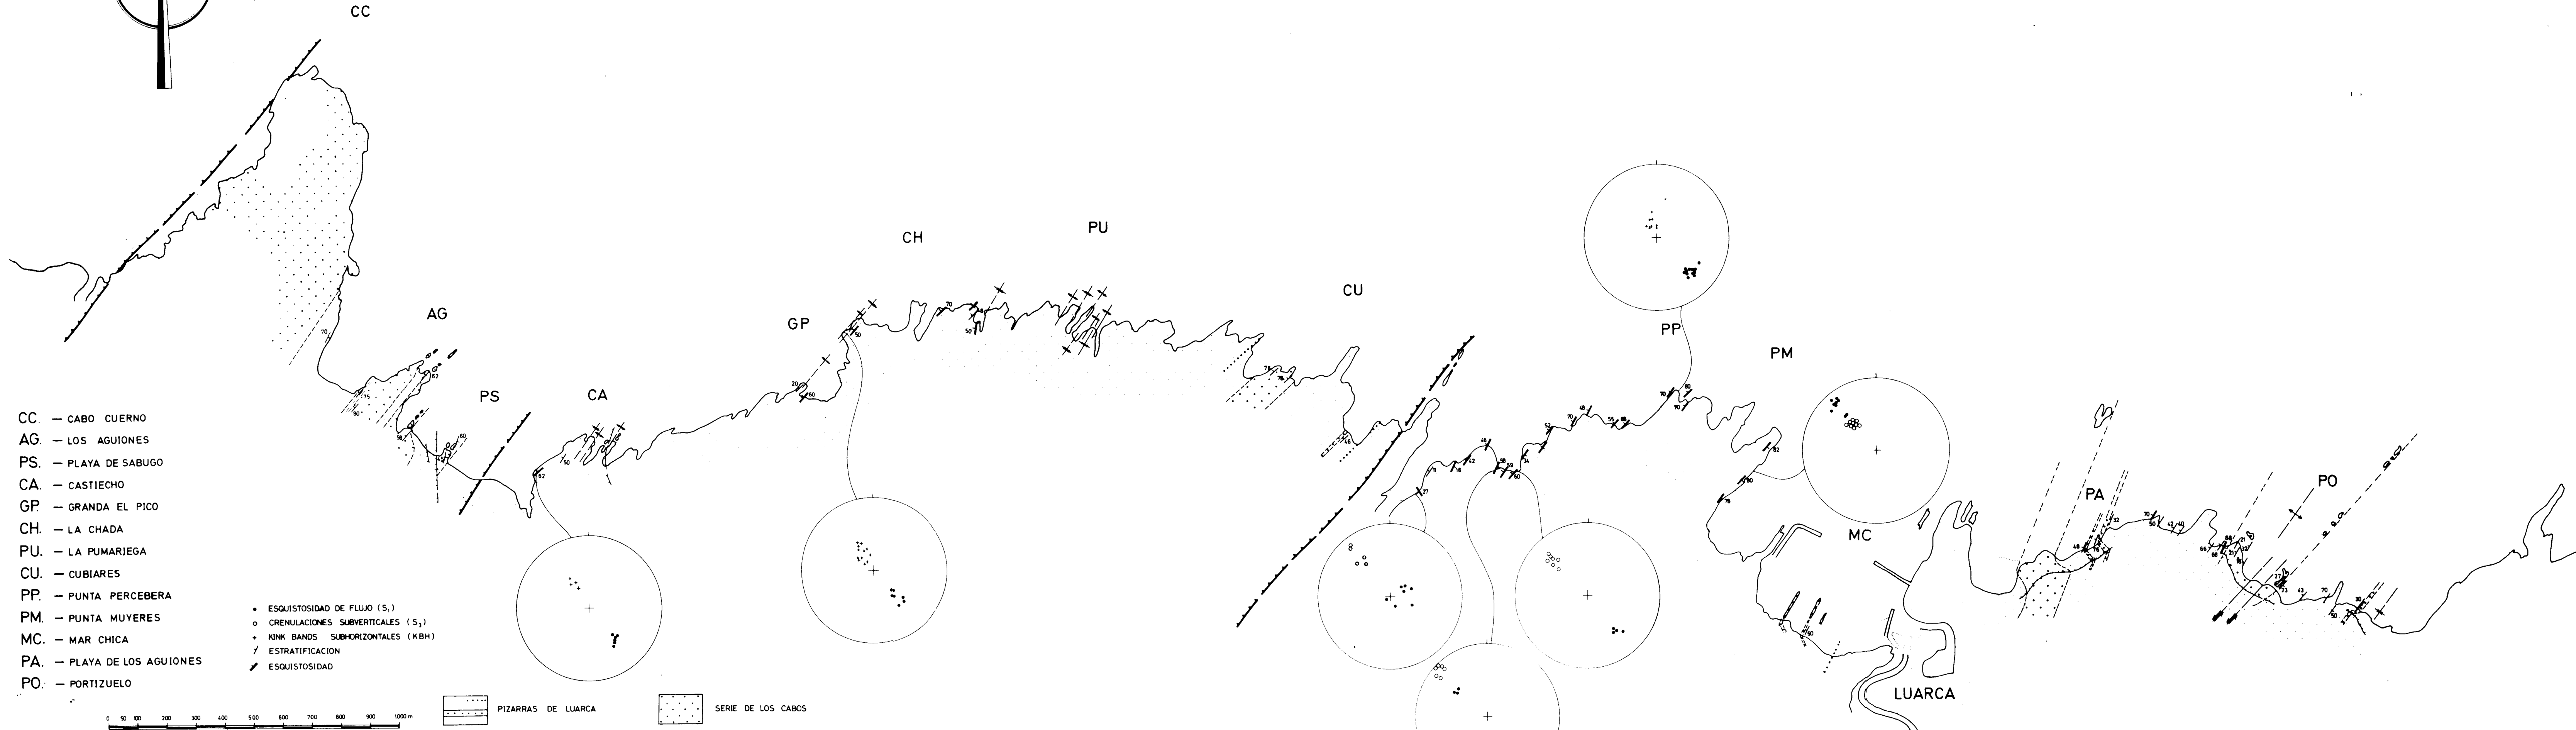 CC
CH
PU
CU
AG
GP
PS
CA
PP
PM
MC
PA
PO
LUARCA
CC. — CABO CUERNO
AG. — LOS AGUIONES
PS. — PLAYA DE SABUGO
CA. — CASTIECHO
GP. — GRANDA EL PICO
CH. — LA CHADA
PU. — LA PUMARIEGA
CU. — CUBIARES
PP. — PUNTA PERCEBERA
PM. — PUNTA MUYERES
MC. — MAR CHICA
PA. — PLAYA DE LOS AGUIONES
PO. — PORTIZUELO
ESQUISTOSIDAD DE FLUJO (S₁)
CRENULACIONES SUBVERTICALES (S₃)
KINK BANDS SUBHORIZONTALES (KBH)
ESTRATIFICACION
ESQUISTOSIDAD
PIZARRAS DE LUARCA
SERIE DE LOS CABOS
0 50 100 200 300 400 500 600 700 800 900 1.000 m